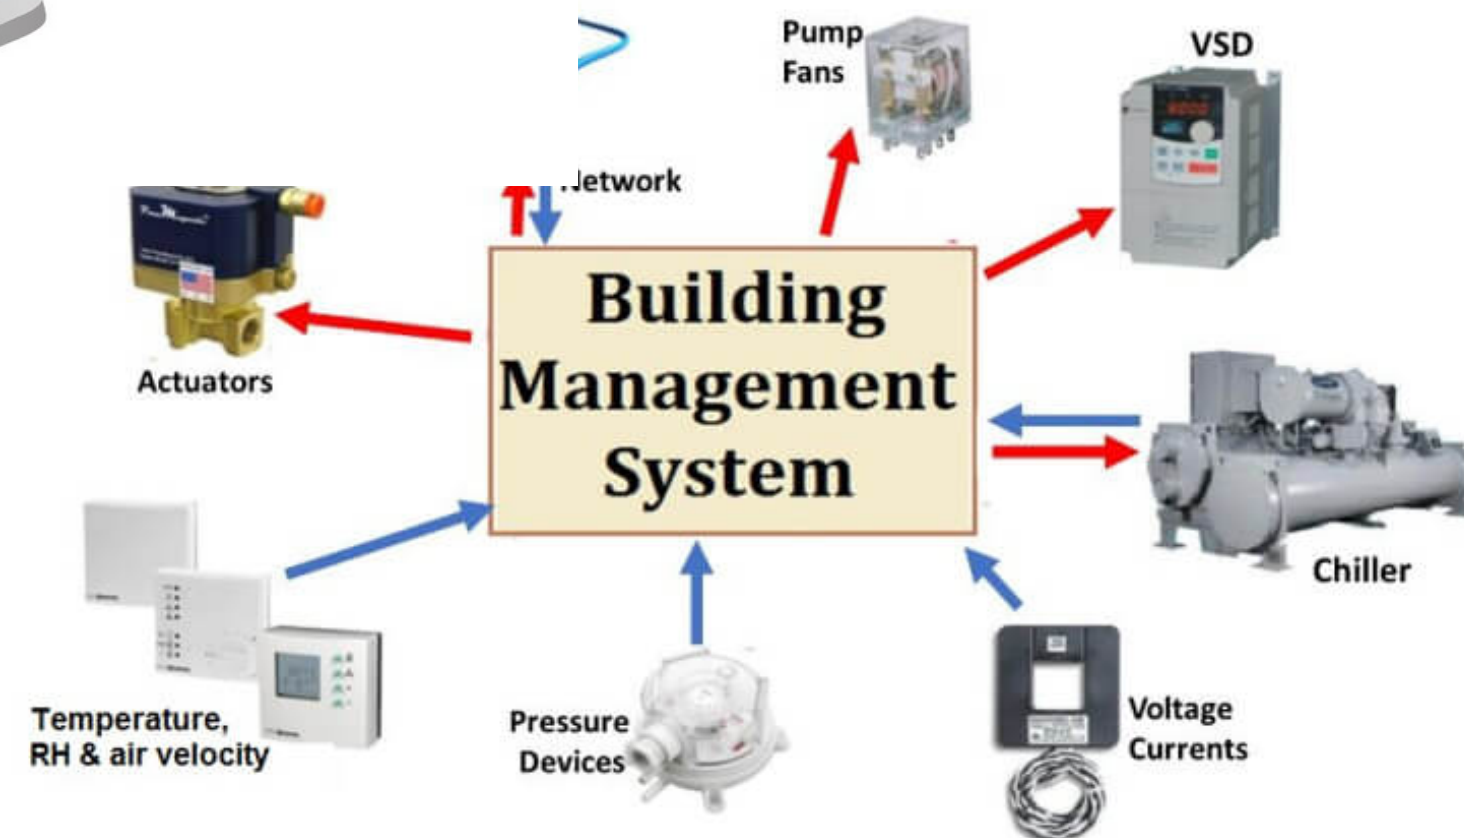 Pump
Fans
VSD
Network
Building
Management
System
Actuators
Chiller
Temperature,
RH & air velocity
Pressure
Devices
Voltage
Currents